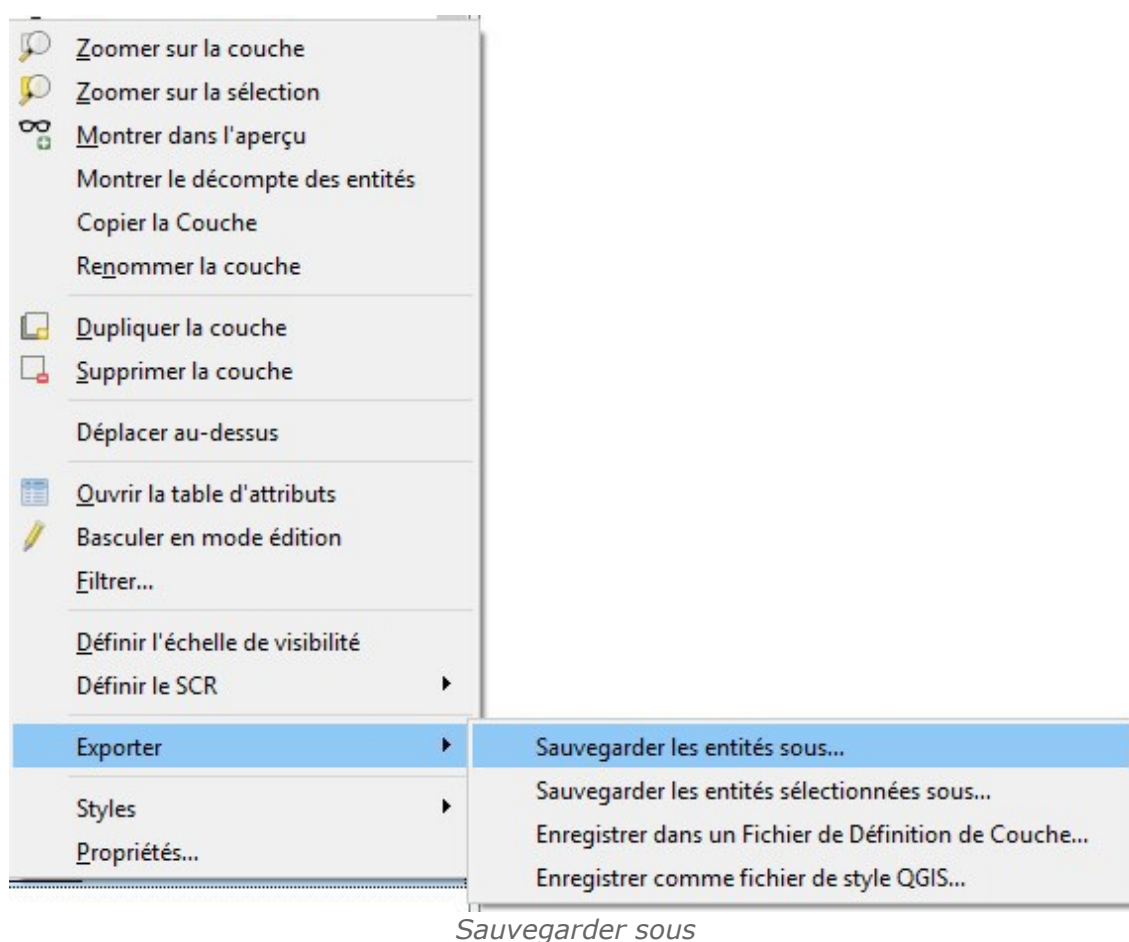 Zoomer sur la couche
Zoomer sur la sélection
Montrer dans l'aperçu
Montrer le décompte des entités
Copier la Couche
Renommer la couche
Dupliquer la couche
Supprimer la couche
Déplacer au-dessus
Ouvrir la table d'attributs
Basculer en mode édition
Filtrer...
Définir l'échelle de visibilité
Définir le SCR
Exporter
Sauvegarder les entités sous...
Sauvegarder les entités sélectionnées sous...
Enregistrer dans un Fichier de Définition de Couche...
Enregistrer comme fichier de style QGIS...
Styles
Propriétés...
Sauvegarder sous